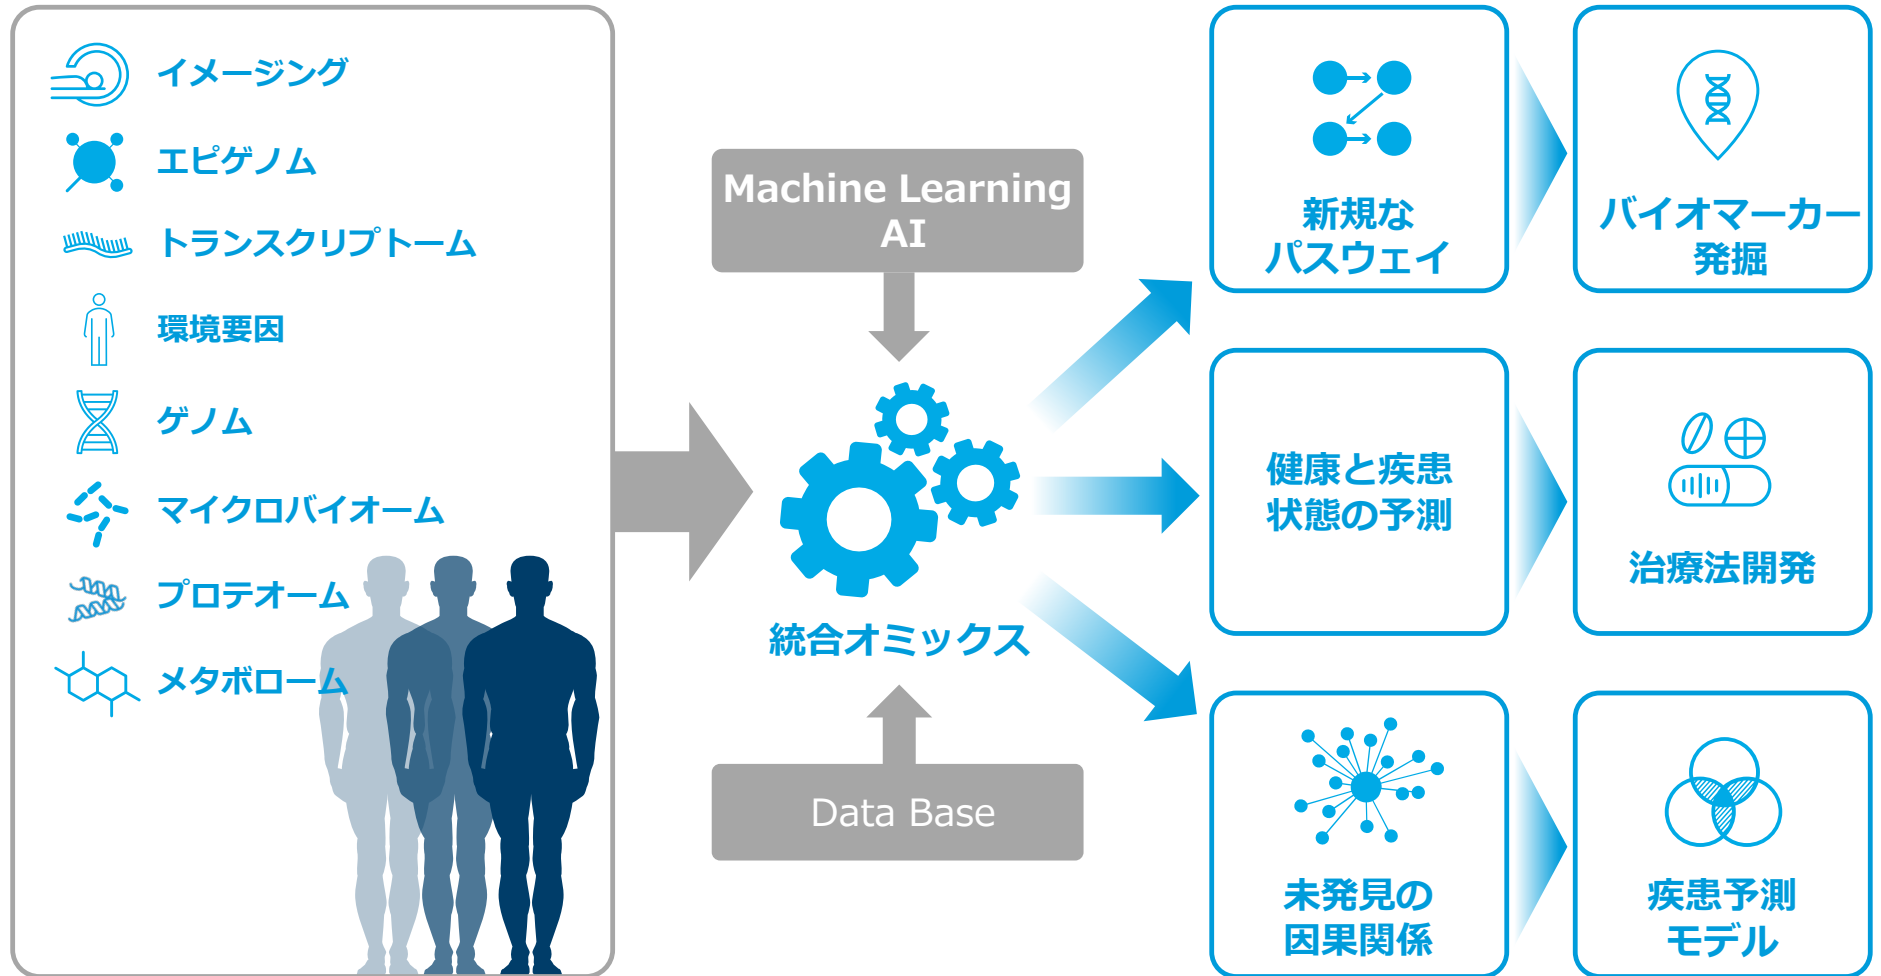 イメージング
エピゲノム
トランスクリプトーム
環境要因
ゲノム
マイクロバイオーム
プロテオーム
メタボローム
Machine Learning
AI
統合オミックス
Data Base
新規な
パスウェイ
バイオマーカー
発掘
健康と疾患
状態の予測
治療法開発
未発見の
因果関係
疾患予測
モデル